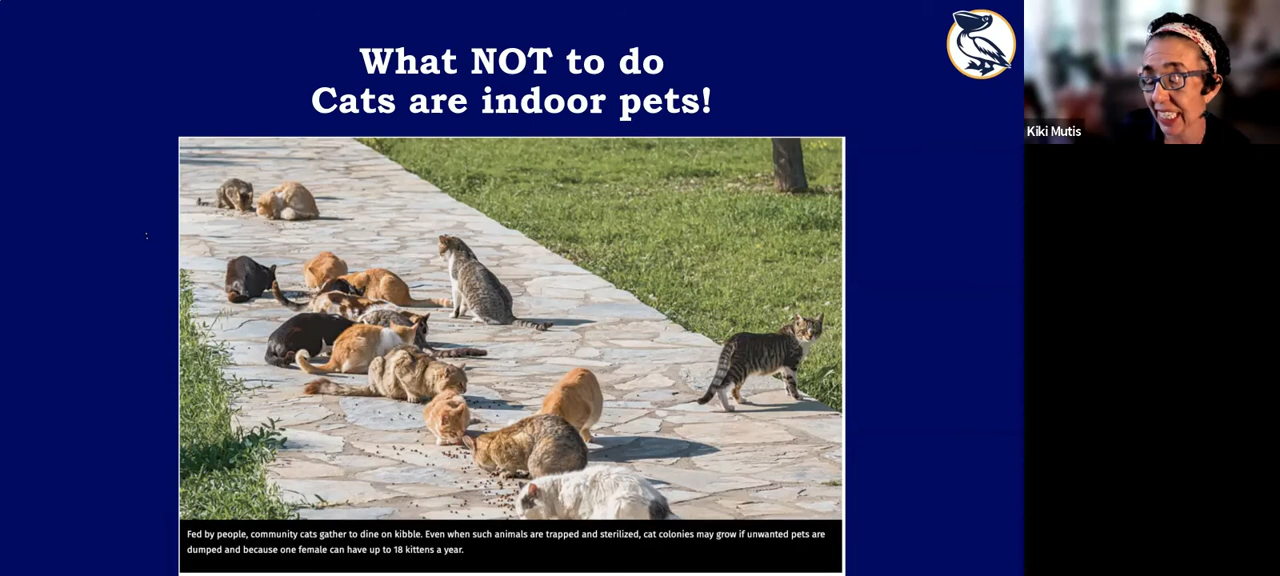 What NOT to do
Cats are indoor pets!
Kiki Mutis
Fed by people, community cats gather to dine on kibble. Even when such animals are trapped and sterilized, cat colonies may grow if unwanted pets are
dumped and because one female can have up to 18 kittens a year.